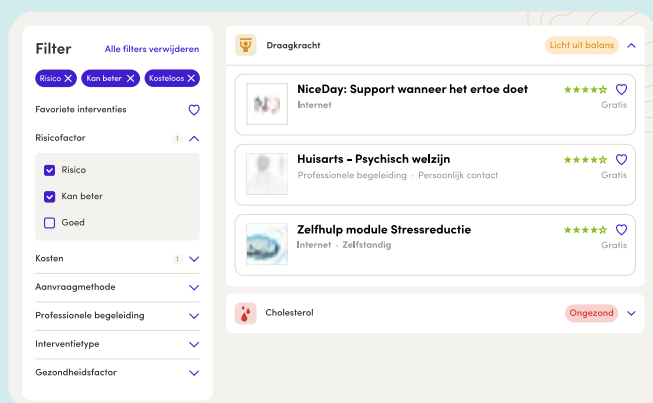 Filter
Alle filters verwijderen
Risico
Kan beter
Kosteloos
Favoriete interventies
Risicofactor 1
Risico
Kan beter
Goed
Kosten 1
Aanvraagmethode
Professionele begeleiding
Interventietype
Gezondheidsfactor
Draagkracht
Licht uit balans
NiceDay: Support wanneer het ertoe doet
Internet
Gratis
Huisarts - Psychisch welzijn
Professionele begeleiding · Persoonlijk contact
Gratis
Zelfhulp module Stressreductie
Internet · Zelfstandig
Gratis
Cholesterol
Ongezond